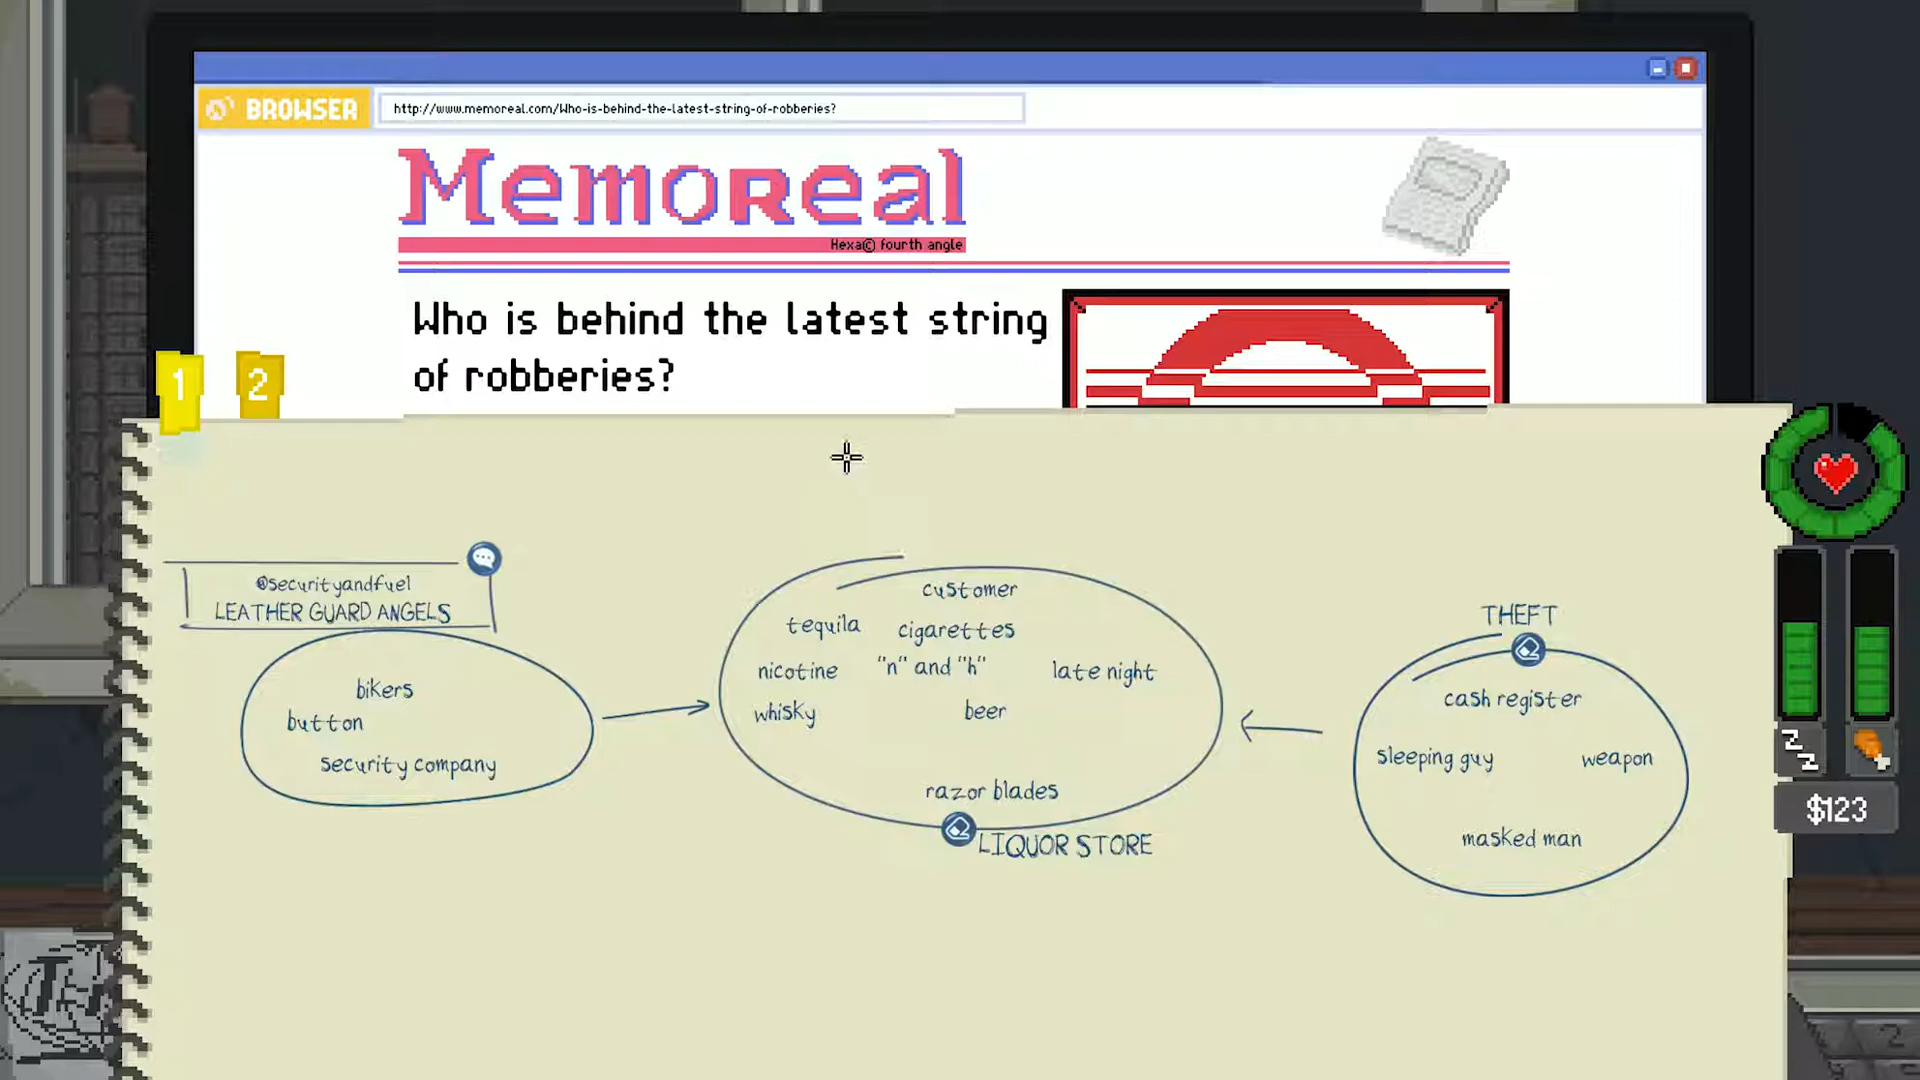 BROWSER
http://www.memoreal.com/Who-is-behind-the-latest-string-of-robberies?
MemoReal
Hexa© fourth angle
Who is behind the latest string
of robberies?
1
2
@securityandfuel
LEATHER GUARD ANGELS
bikers
button
security company
customer
tequila
cigarettes
nicotine
"n" and "h"
late night
whisky
beer
razor blades
LIQUOR STORE
THEFT
cash register
sleeping guy
weapon
masked man
zzz
$123